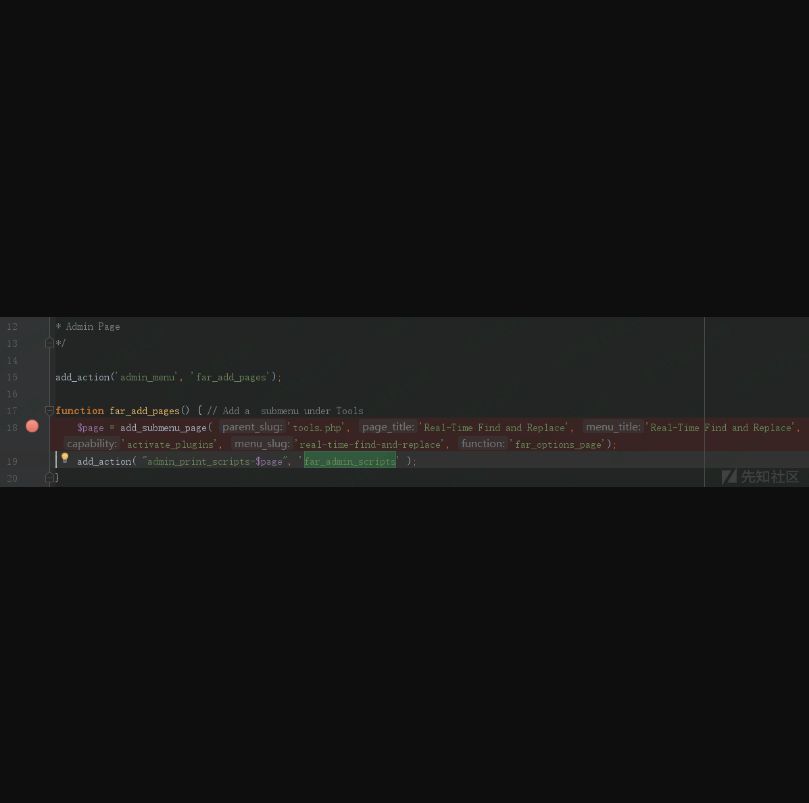 12 * Admin Page
13 */
14
15 add_action('admin_menu', 'far_add_pages');
16
17 function far_add_pages() { // Add a  submenu under Tools
18 $page = add_submenu_page( parent_slug: 'tools.php', page_title: 'Real-Time Find and Replace', menu_title: 'Real-Time Find and Replace',
capability: 'activate_plugins', menu_slug: 'real-time-find-and-replace', function: 'far_options_page');
19 add_action( "admin_print_scripts-$page", 'far_admin_scripts' );
20 }
先知社区